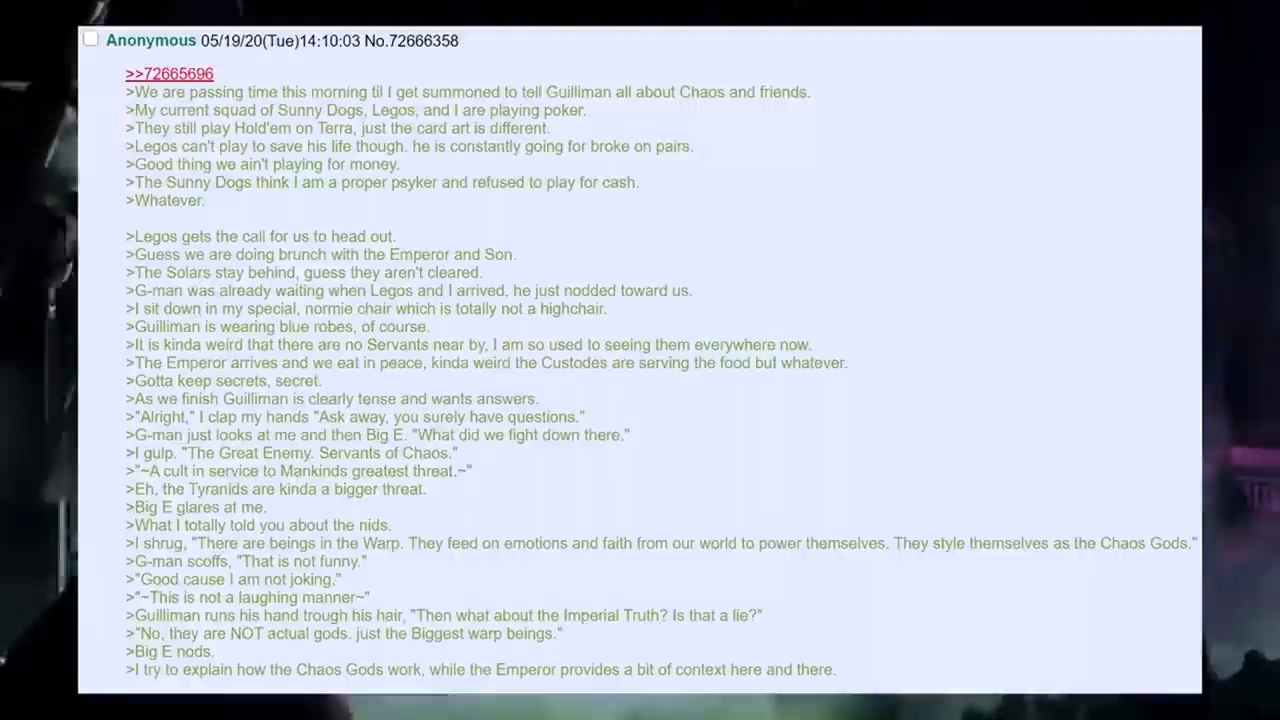 Anonymous 05/19/20(Tue)14:10:03 No.72666358
>>72665696
>We are passing time this morning til I get summoned to tell Guilliman all about Chaos and friends.
>My current squad of Sunny Dogs, Legos, and I are playing poker.
>They still play Hold'em on Terra, just the card art is different.
>Legos can't play to save his life though. he is constantly going for broke on pairs.
>Good thing we ain't playing for money.
>The Sunny Dogs think I am a proper psyker and refused to play for cash.
>Whatever.
>Legos gets the call for us to head out.
>Guess we are doing brunch with the Emperor and Son.
>The Solars stay behind, guess they aren't cleared.
>G-man was already waiting when Legos and I arrived, he just nodded toward us.
>I sit down in my special, normie chair which is totally not a highchair.
>Guilliman is wearing blue robes, of course.
>It is kinda weird that there are no Servants near by, I am so used to seeing them everywhere now.
>The Emperor arrives and we eat in peace, kinda weird the Custodes are serving the food but whatever.
>Gotta keep secrets, secret.
>As we finish Guilliman is clearly tense and wants answers.
>"Alright," I clap my hands "Ask away, you surely have questions."
>G-man just looks at me and then Big E. "What did we fight down there."
>I gulp. "The Great Enemy. Servants of Chaos."
>"~A cult in service to Mankinds greatest threat.~"
>Eh, the Tyranids are kinda a bigger threat.
>Big E glares at me.
>What I totally told you about the nids.
>I shrug, "There are beings in the Warp. They feed on emotions and faith from our world to power themselves. They style themselves as the Chaos Gods."
>G-man scoffs, "That is not funny."
>"Good cause I am not joking."
>"~This is not a laughing manner~"
>Guilliman runs his hand trough his hair, "Then what about the Imperial Truth? Is that a lie?"
>"No, they are NOT actual gods. just the Biggest warp beings."
>Big E nods.
>I try to explain how the Chaos Gods work, while the Emperor provides a bit of context here and there.